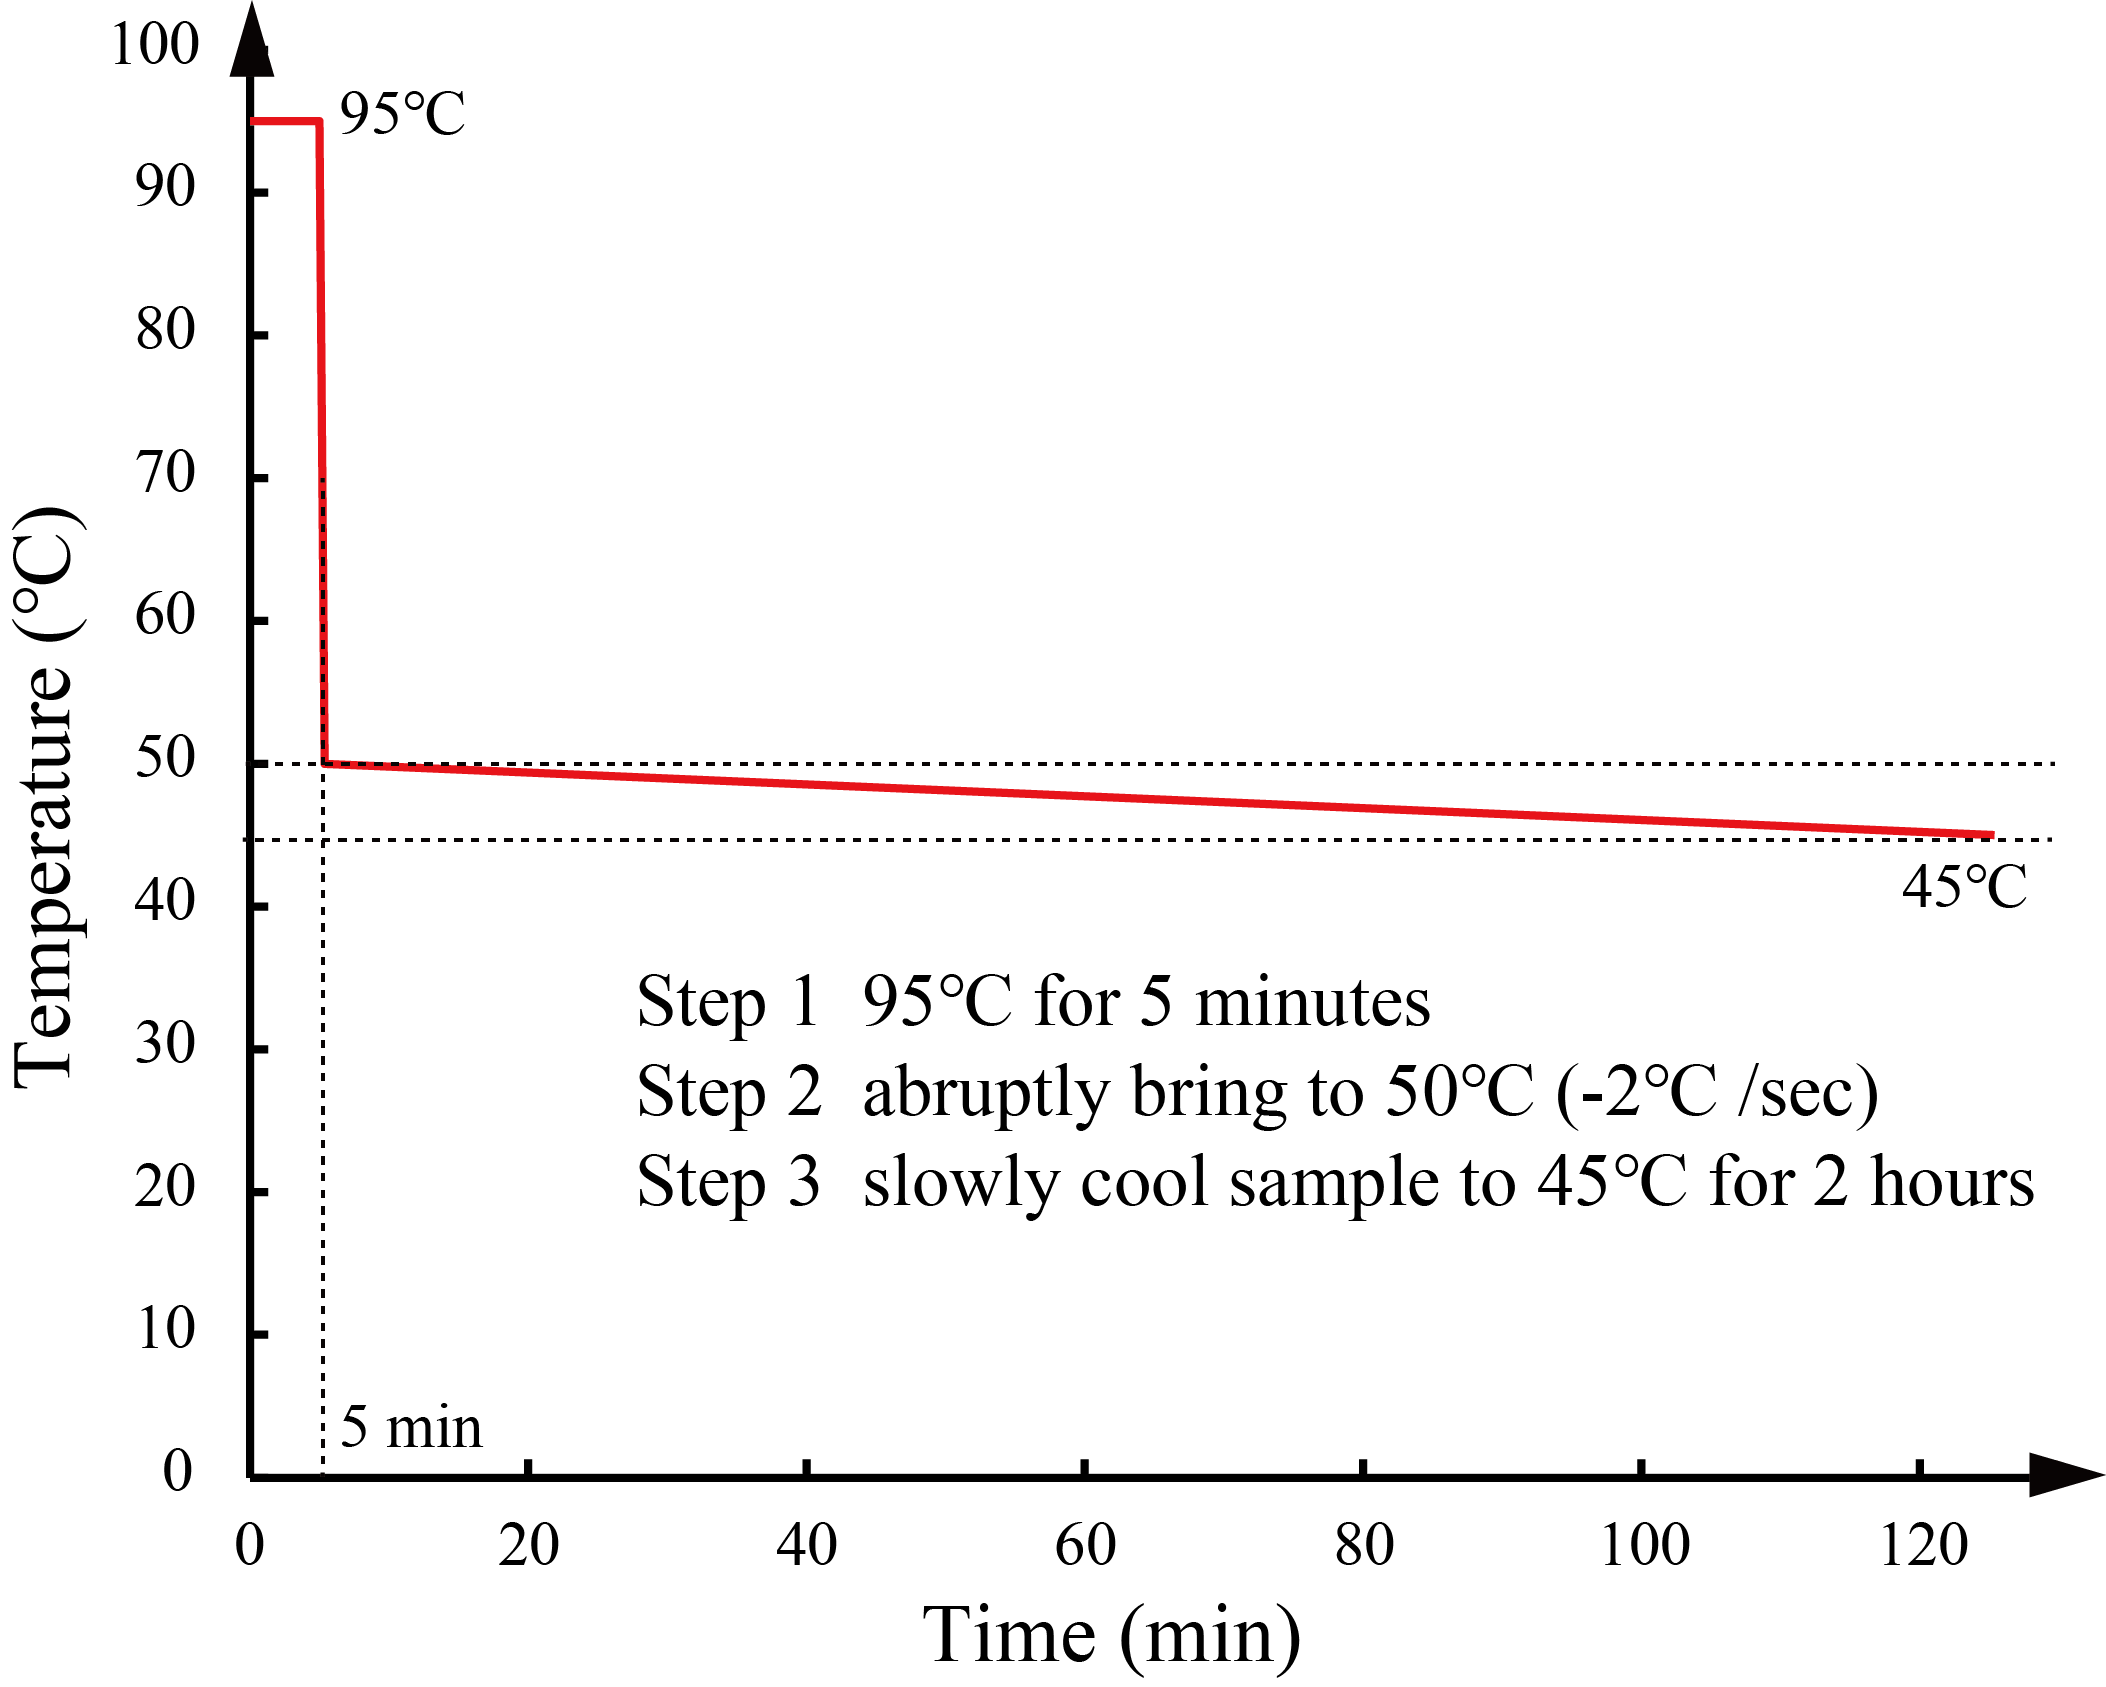 100
95℃
90
80
70
60
50
40
45℃
30
20
10
0
Temperature (℃)
Step 1 95℃ for 5 minutes
Step 2 abruptly bring to 50℃ (-2℃ /sec)
Step 3 slowly cool sample to 45℃ for 2 hours
5 min
0 20 40 60 80 100 120
Time (min)